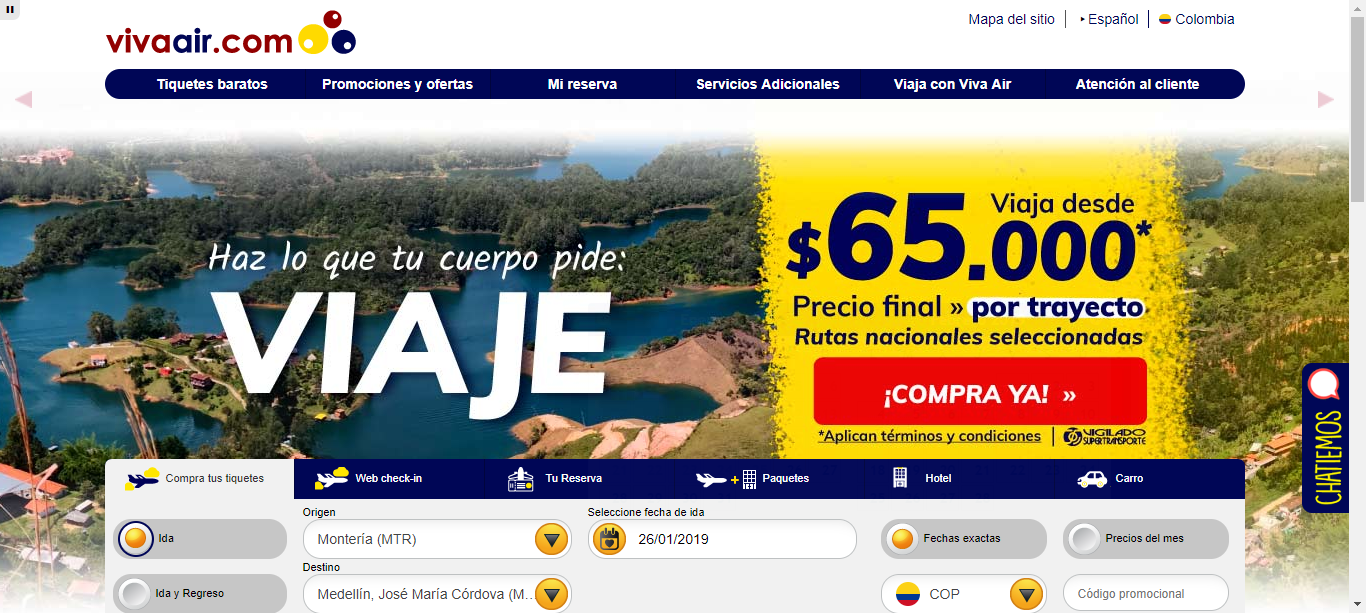 vivaair.com
Mapa del sitio
Español
Colombia
Tiquetes baratos
Promociones y ofertas
Mi reserva
Servicios Adicionales
Viaja con Viva Air
Atención al cliente
Haz lo que tu cuerpo pide:
VIAJE
Viaja desde
$65.000*
Precio final » por trayecto
Rutas nacionales seleccionadas
¡COMPRA YA! »
*Aplican términos y condiciones
VIGILADO
SUPERTRANSPORTE
CHATIEMOS
Compra tus tiquetes
Web check-in
Tu Reserva
Paquetes
Hotel
Carro
Ida
Origen
Montería (MTR)
Seleccione fecha de ida
26/01/2019
Fechas exactas
Precios del mes
Ida y Regreso
Destino
Medellín, José María Córdova (M...
COP
Código promocional